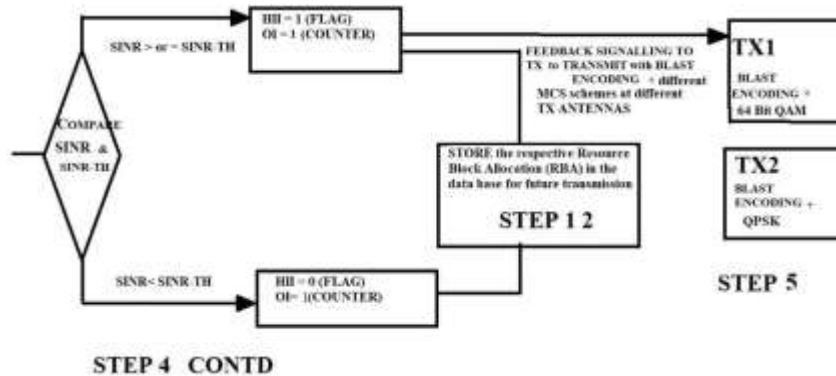 COMPARE
SINR &
SINR-TH
SINR > or = SINR-TH
HII = 1 (FLAG)
OI = 1 (COUNTER)
FEEDBACK SIGNALLING TO
TX to TRANSMIT with BLAST
ENCODING + different
MCS schemes at different
TX ANTENNAS
TX1
BLAST
ENCODING +
64 Bit QAM
STORE the respective Resource
Block Allocation (RBA) in the
data base for future transmission
STEP 1 2
TX2
BLAST
ENCODING +
QPSK
SINR< SINR-TH
HII = 0 (FLAG)
OI= 1(COUNTER)
STEP 5
STEP 4 CONTD